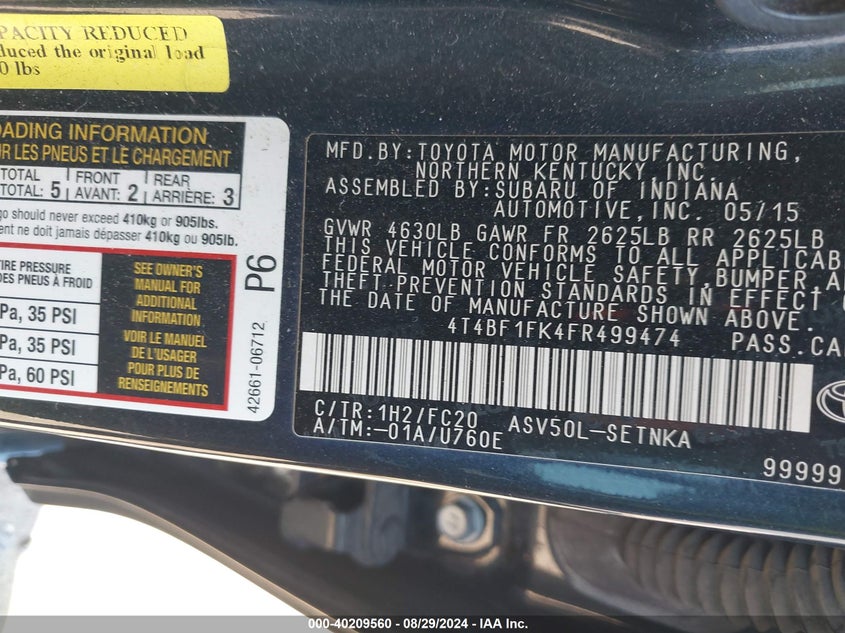 PACITY REDUCED
duced the original load
0 lbs
OADING INFORMATION
UR LES PNEUS ET LE CHARGEMENT
TOTAL FRONT REAR
TOTAL: 5 AVANT: 2 ARRIÈRE: 3
go should never exceed 410kg or 905lbs.
ent ne doit jamais dépasser 410kg ou 905lb.
TIRE PRESSURE
DES PNEUS À FROID
Pa, 35 PSI
Pa, 35 PSI
Pa, 60 PSI
SEE OWNER'S
MANUAL FOR
ADDITIONAL
INFORMATION
VOIR LE MANUEL
DE L'USAGER
POUR PLUS DE
RENSEIGNEMENTS
42661-06712
P6
MFD.BY:TOYOTA MOTOR MANUFACTURING,
NORTHERN KENTUCKY,INC.
ASSEMBLED BY:SUBARU OF INDIANA
AUTOMOTIVE,INC. 05/15
GVWR 4630LB GAWR FR 2625LB RR 2625LB
THIS VEHICLE CONFORMS TO ALL APPLICAB
FEDERAL MOTOR VEHICLE SAFETY,BUMPER,A
THEFT PREVENTION STANDARDS IN EFFECT O
THE DATE OF MANUFACTURE SHOWN ABOVE.
4T4BF1FK4FR499474 PASS.CA
C/TR:1H2/FC20 ASV50L-SETNKA
A/TM:-01A/U760E
99999
000-40209560 - 08/29/2024 - IAA Inc.